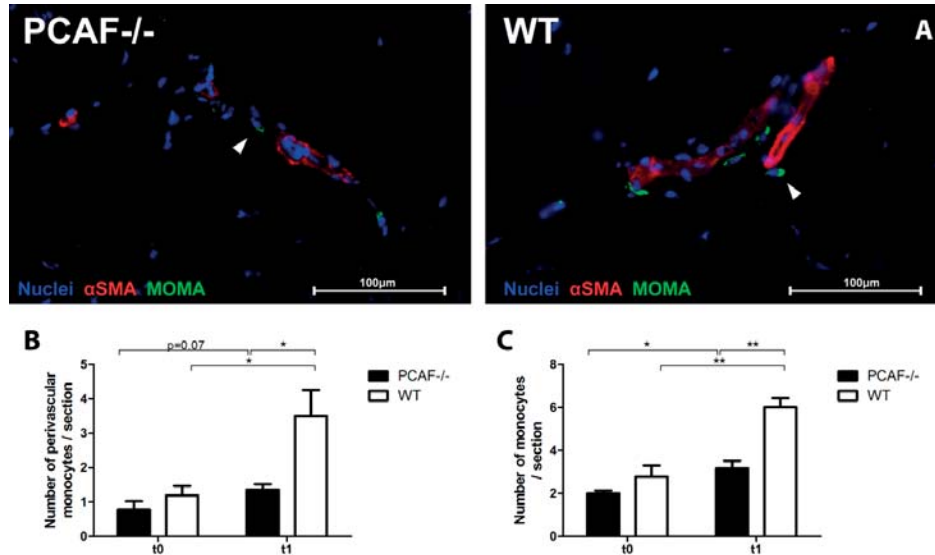 PCAF-/-
WT
A
Nuclei αSMA MOMA
100μm
Nuclei αSMA MOMA
100μm
B
p=0.07
*
*
Number of perivascular
monocytes / section
5
4
3
2
1
0
t0
t1
PCAF-/-
WT
C
*
**
**
Number of monocytes
/ section
8
6
4
2
0
t0
t1
PCAF-/-
WT